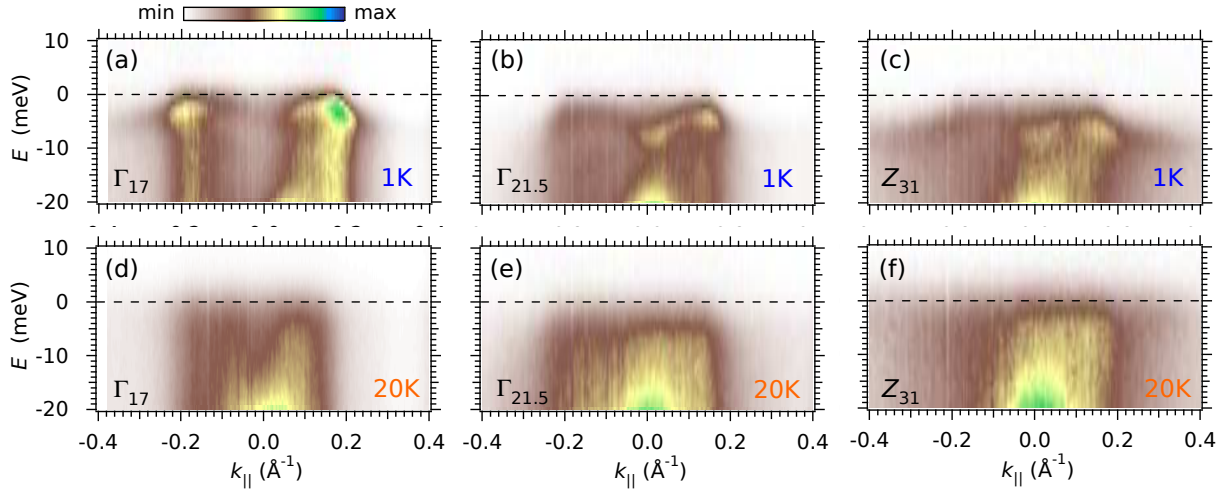 min max
(a) (b) (c)
10
0
-10
-20
E (meV)
Γ17 1K
Γ21.5 1K
Z31 1K
(d) (e) (f)
10
0
-10
-20
E (meV)
Γ17 20K
Γ21.5 20K
Z31 20K
-0.4 -0.2 0.0 0.2 0.4
-0.4 -0.2 0.0 0.2 0.4
-0.4 -0.2 0.0 0.2 0.4
k|| (Å-1)
k|| (Å-1)
k|| (Å-1)